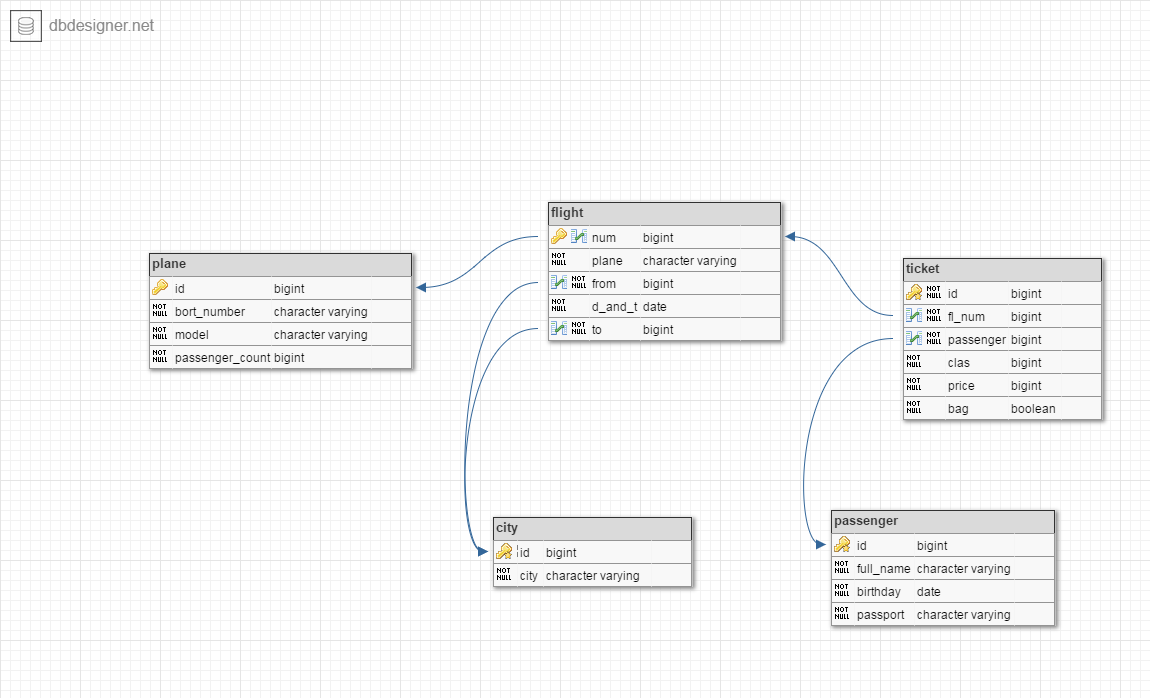 dbdesigner.net
plane
id bigint
NOT NULL bort_number character varying
NOT NULL model character varying
NOT NULL passenger_count bigint
flight
num bigint
NOT NULL plane character varying
NOT NULL from bigint
NOT NULL d_and_t date
NOT NULL to bigint
ticket
NOT NULL id bigint
NOT NULL fl_num bigint
NOT NULL passenger bigint
NOT NULL clas bigint
NOT NULL price bigint
NOT NULL bag boolean
city
id bigint
NOT NULL city character varying
passenger
id bigint
NOT NULL full_name character varying
NOT NULL birthday date
NOT NULL passport character varying